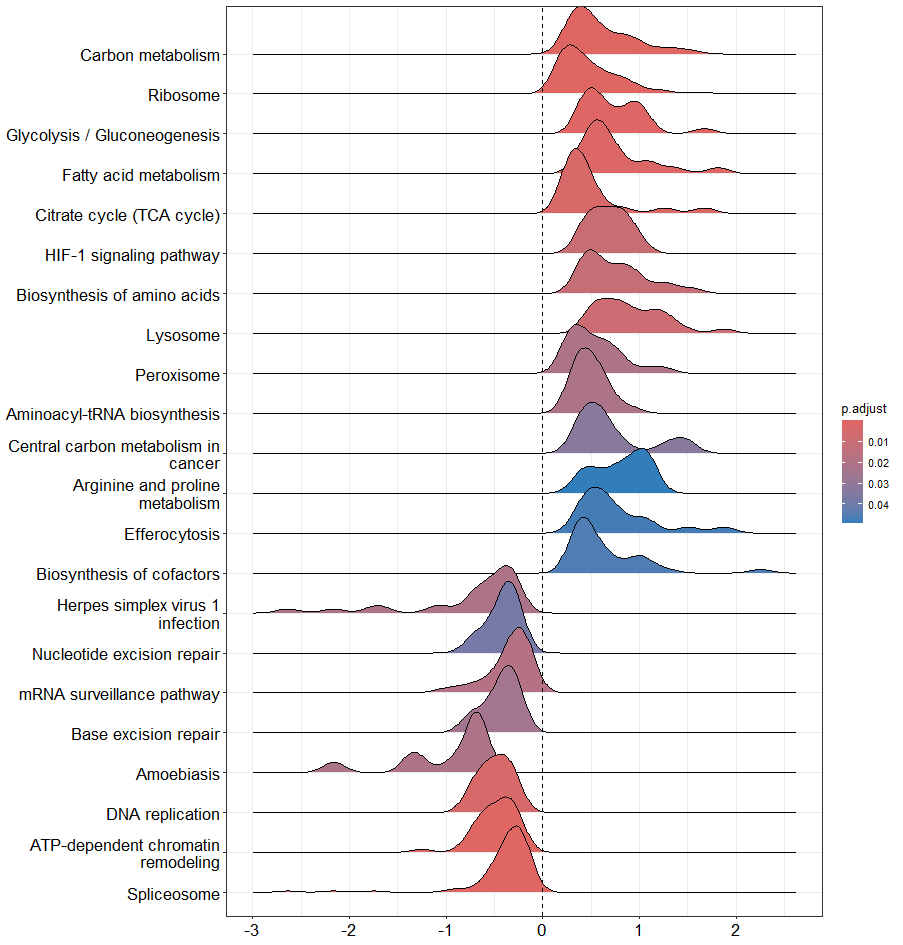 Carbon metabolism
Ribosome
Glycolysis / Gluconeogenesis
Fatty acid metabolism
Citrate cycle (TCA cycle)
HIF-1 signaling pathway
Biosynthesis of amino acids
Lysosome
Peroxisome
Aminoacyl-tRNA biosynthesis
Central carbon metabolism in
cancer
Arginine and proline
metabolism
Efferocytosis
Biosynthesis of cofactors
Herpes simplex virus 1
infection
Nucleotide excision repair
mRNA surveillance pathway
Base excision repair
Amoebiasis
DNA replication
ATP-dependent chromatin
remodeling
Spliceosome
-3 -2 -1 0 1 2
p.adjust
0.01
0.02
0.03
0.04